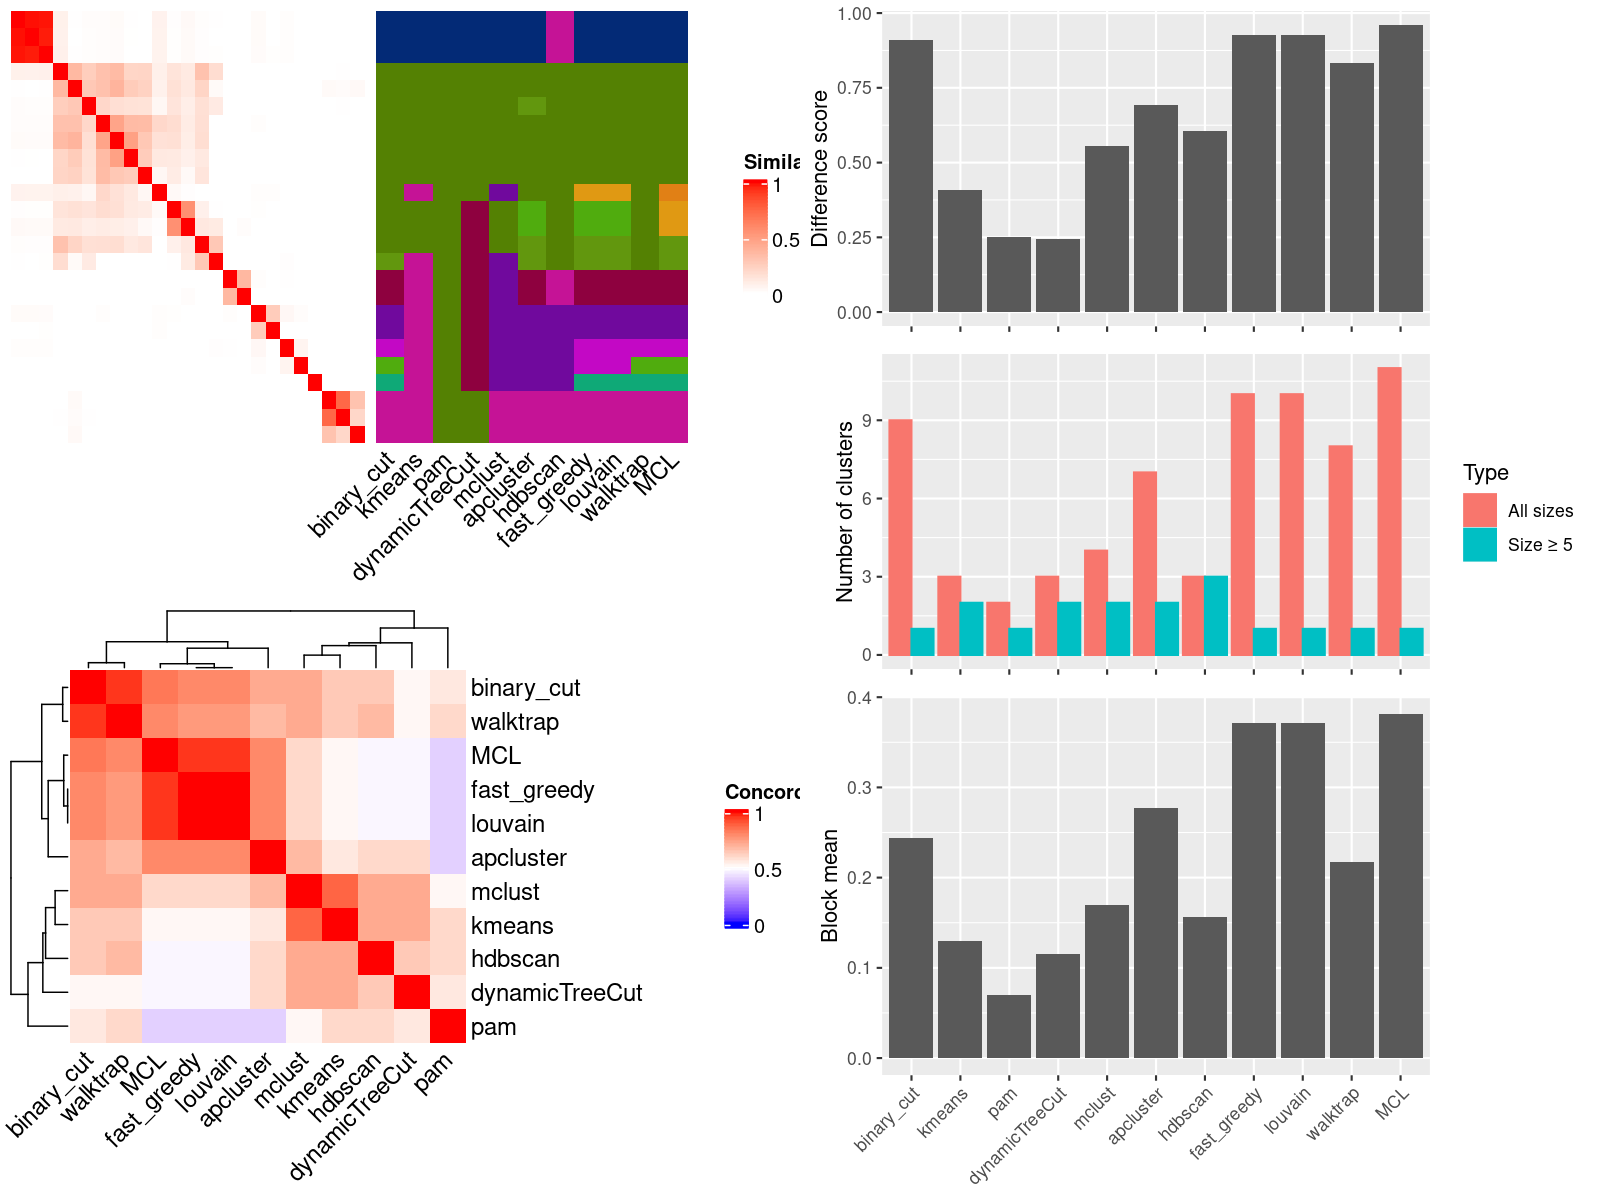 Simila
1
0.5
0
binary_cut
kmeans
pam
dynamicTreeCut
mclust
apcluster
hdbscan
fast_greedy
louvain
walktrap
MCL
binary_cut
walktrap
MCL
fast_greedy
louvain
apcluster
mclust
kmeans
hdbscan
dynamicTreeCut
pam
Concord
1
0.5
0
binary_cut
walktrap
MCL
fast_greedy
louvain
apcluster
mclust
kmeans
hdbscan
dynamicTreeCut
pam
Difference score
1.00
0.75
0.50
0.25
0.00
Number of clusters
9
6
3
0
Type
All sizes
Size ≥ 5
Block mean
0.4
0.3
0.2
0.1
0.0
binary_cut
kmeans
pam
dynamicTreeCut
mclust
apcluster
hdbscan
fast_greedy
louvain
walktrap
MCL